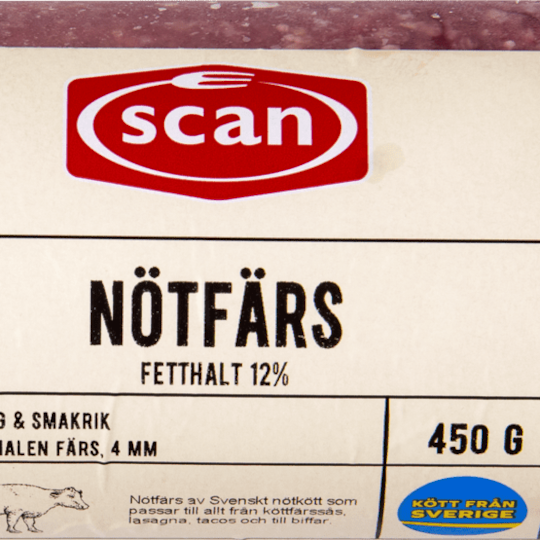 scan
NÖTFÄRS
FETTHALT 12%
& SMAKRIK
FÄRS, 4 MM
450 G
Nötfärs av Svenskt nötkött som
passar till allt från köttfärssås,
lasagna, tacos och till biffar.
KÖTT FRÅN
SVERIGE